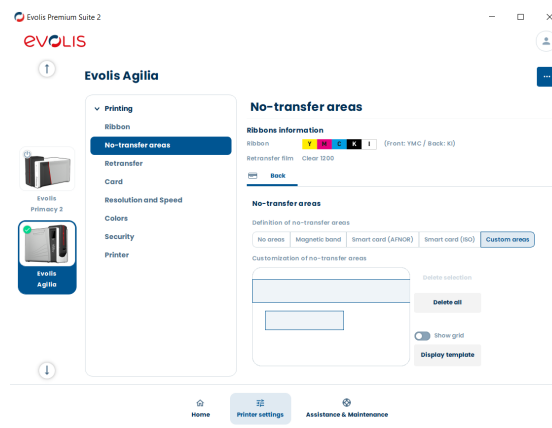 Evolis Premium Suite 2
evolis
Evolis Agilia
...
Printing
Ribbon
No-transfer areas
Retransfer
Card
Resolution and Speed
Colors
Security
Printer
Evolis
Primacy 2
Evolis
Agilia
No-transfer areas
Ribbons information
Ribbon Y M C K I (Front: YMC / Back: KI)
Retransfer film Clear 1200
Back
No-transfer areas
Definition of no-transfer areas
No areas Magnetic band Smart card (AFNOR) Smart card (ISO) Custom areas
Customization of no-transfer areas
Delete selection
Delete all
Show grid
Display template
Home Printer settings Assistance & Maintenance